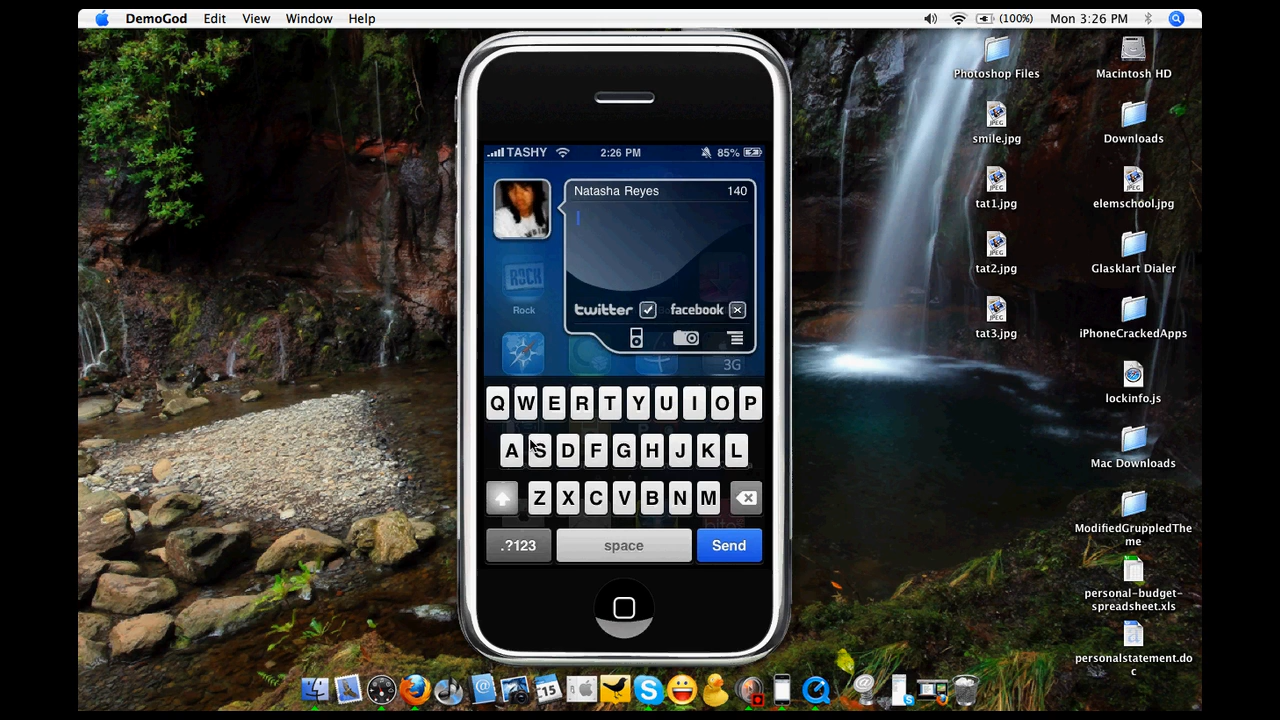 DemoGod Edit View Window Help (100%) Mon 3:26 PM
Photoshop Files
Macintosh HD
smile.jpg
Downloads
tat1.jpg
elemschool.jpg
tat2.jpg
Glasklart Dialer
tat3.jpg
iPhoneCrackedApps
lockinfo.js
Mac Downloads
ModifiedGruppledThe
me
personal-budget-
spreadsheet.xls
personalstatement.do
c
TASHY 2:26 PM 85%
Natasha Reyes 140
ROCK
Rock
twitter facebook
3G
Q W E R T Y U I O P
A S D F G H J K L
Z X C V B N M
.?123 space Send
15